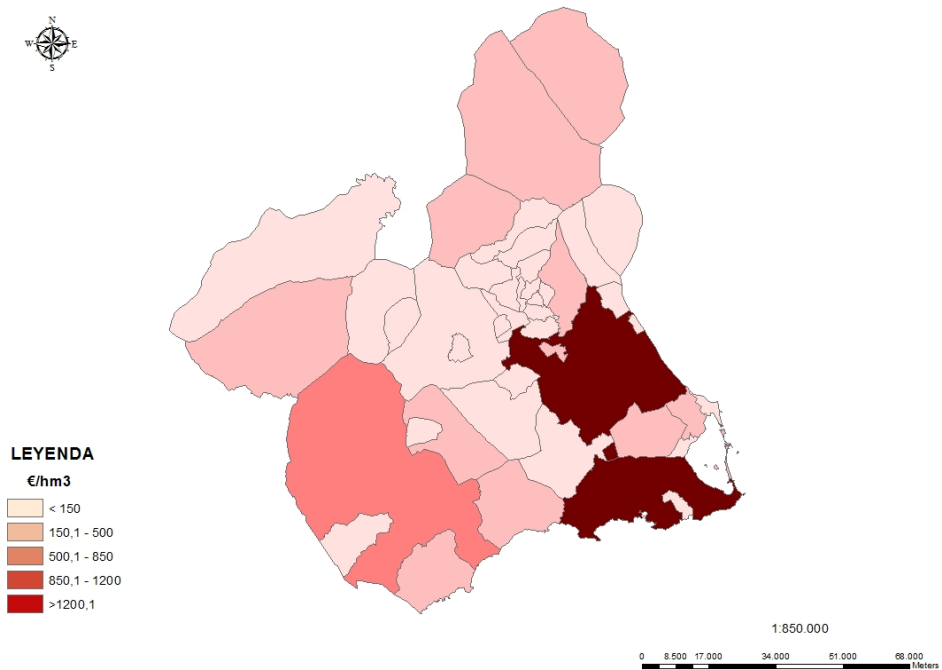 N
W E
S
LEYENDA
€/hm3
< 150
150,1 - 500
500,1 - 850
850,1 - 1200
>1200,1
1:850.000
0 8.500 17.000 34.000 51.000 68.000
Meters